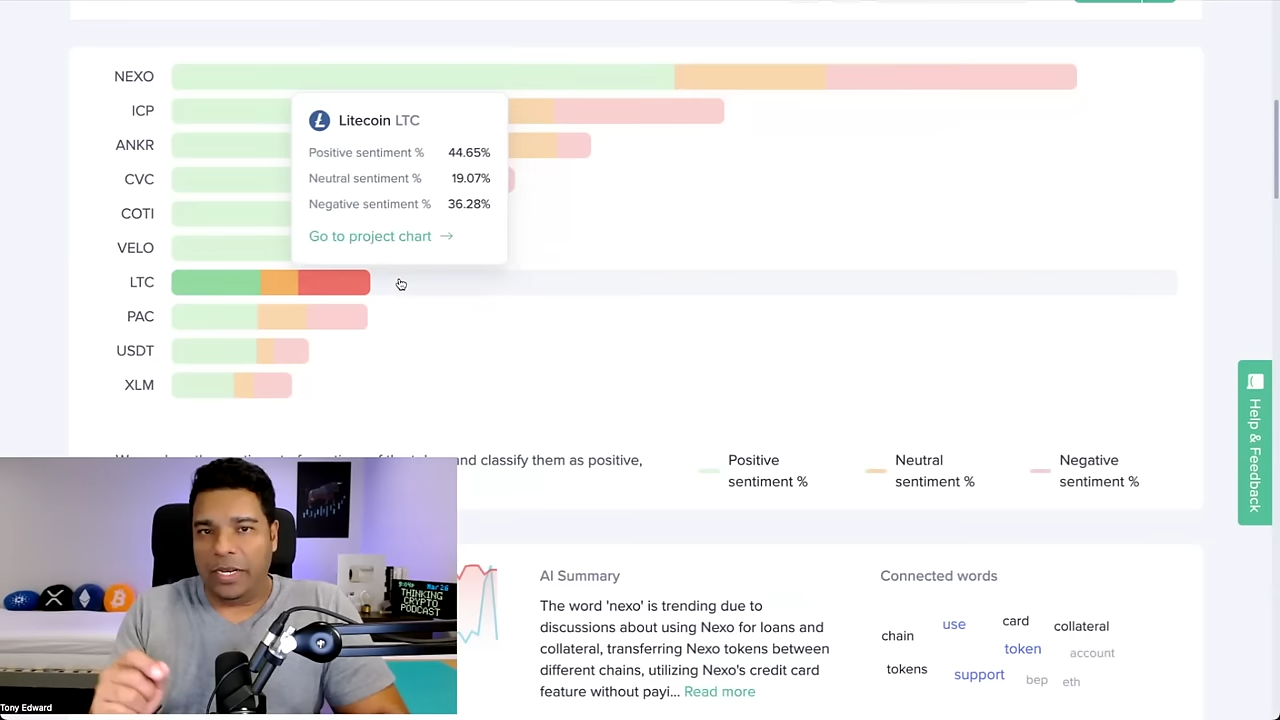 NEXO
ICP
ANKR
CVC
COTI
VELO
LTC
PAC
USDT
XLM
Litecoin LTC
Positive sentiment % 44.65%
Neutral sentiment % 19.07%
Negative sentiment % 36.28%
Go to project chart →
and classify them as positive,
Positive
sentiment %
Neutral
sentiment %
Negative
sentiment %
Help & Feedback
AI Summary
The word 'nexo' is trending due to
discussions about using Nexo for loans and
collateral, transferring Nexo tokens between
different chains, utilizing Nexo's credit card
feature without payi... Read more
Connected words
chain
use
card
collateral
token
account
tokens
support
bep
eth
THINKING
CRYPTO
PODCAST
Tony Edward